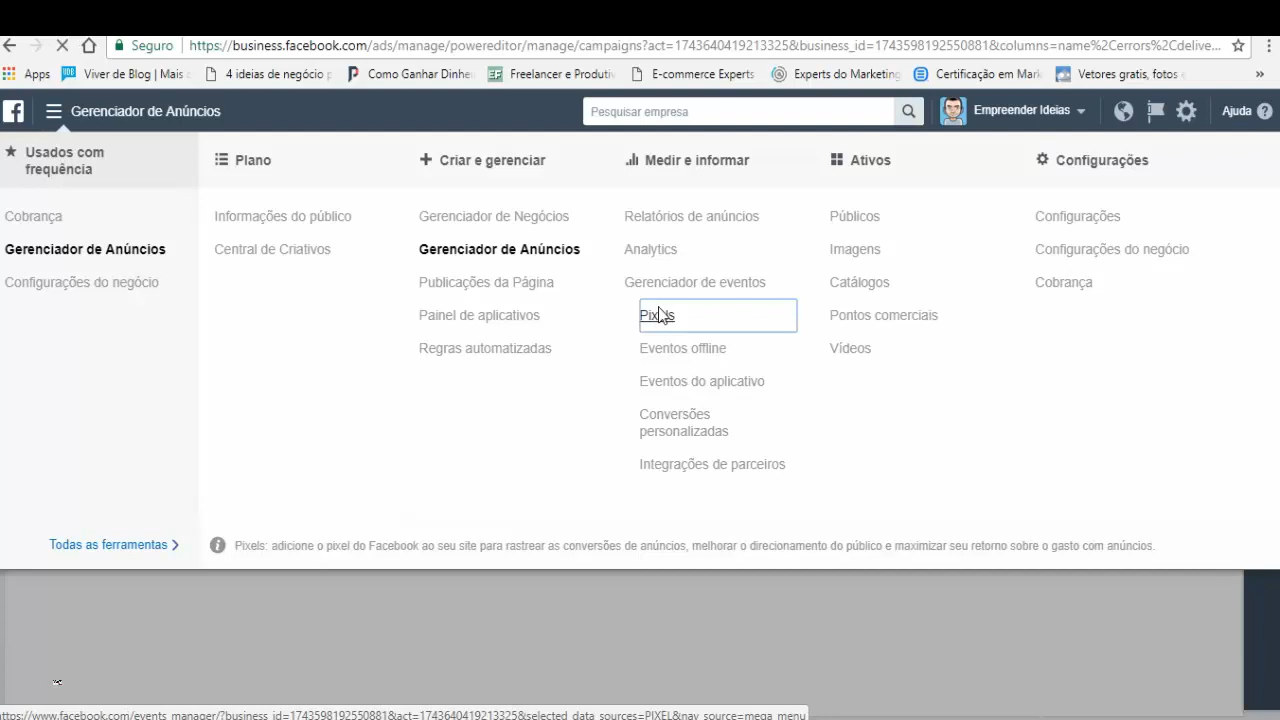 Seguro
https://business.facebook.com/ads/manage/powereditor/manage/campaigns?act=1743640419213325&business_id=1743598192550881&columns=name%2Cerrors%2Cdelive...
Apps Viver de Blog | Mais 4 ideias de negócio Como Ganhar Dinhe Freelancer e Produti E-commerce Experts Experts do Marketing Certificação em Mark Vetores gratis, fotos »
Gerenciador de Anúncios Pesquisar empresa Empreender Ideias Ajuda ?
Usados com frequência
Cobrança
Gerenciador de Anúncios
Configurações do negócio
Todas as ferramentas
Plano
Informações do público
Central de Criativos
Criar e gerenciar
Gerenciador de Negócios
Gerenciador de Anúncios
Publicações da Página
Painel de aplicativos
Regras automatizadas
Medir e informar
Relatórios de anúncios
Analytics
Gerenciador de eventos
Pixels
Eventos offline
Eventos do aplicativo
Conversões
personalizadas
Integrações de parceiros
Ativos
Públicos
Imagens
Catálogos
Pontos comerciais
Vídeos
Configurações
Configurações
Configurações do negócio
Cobrança
Pixels: adicione o pixel do Facebook ao seu site para rastrear as conversões de anúncios, melhorar o direcionamento do público e maximizar seu retorno sobre o gasto com anúncios.
https://www.facebook.com/events_manager/?business_id=1743598192550881&act=1743640419213325&selected_data_sources=PIXEL&nav_source=mega_menu